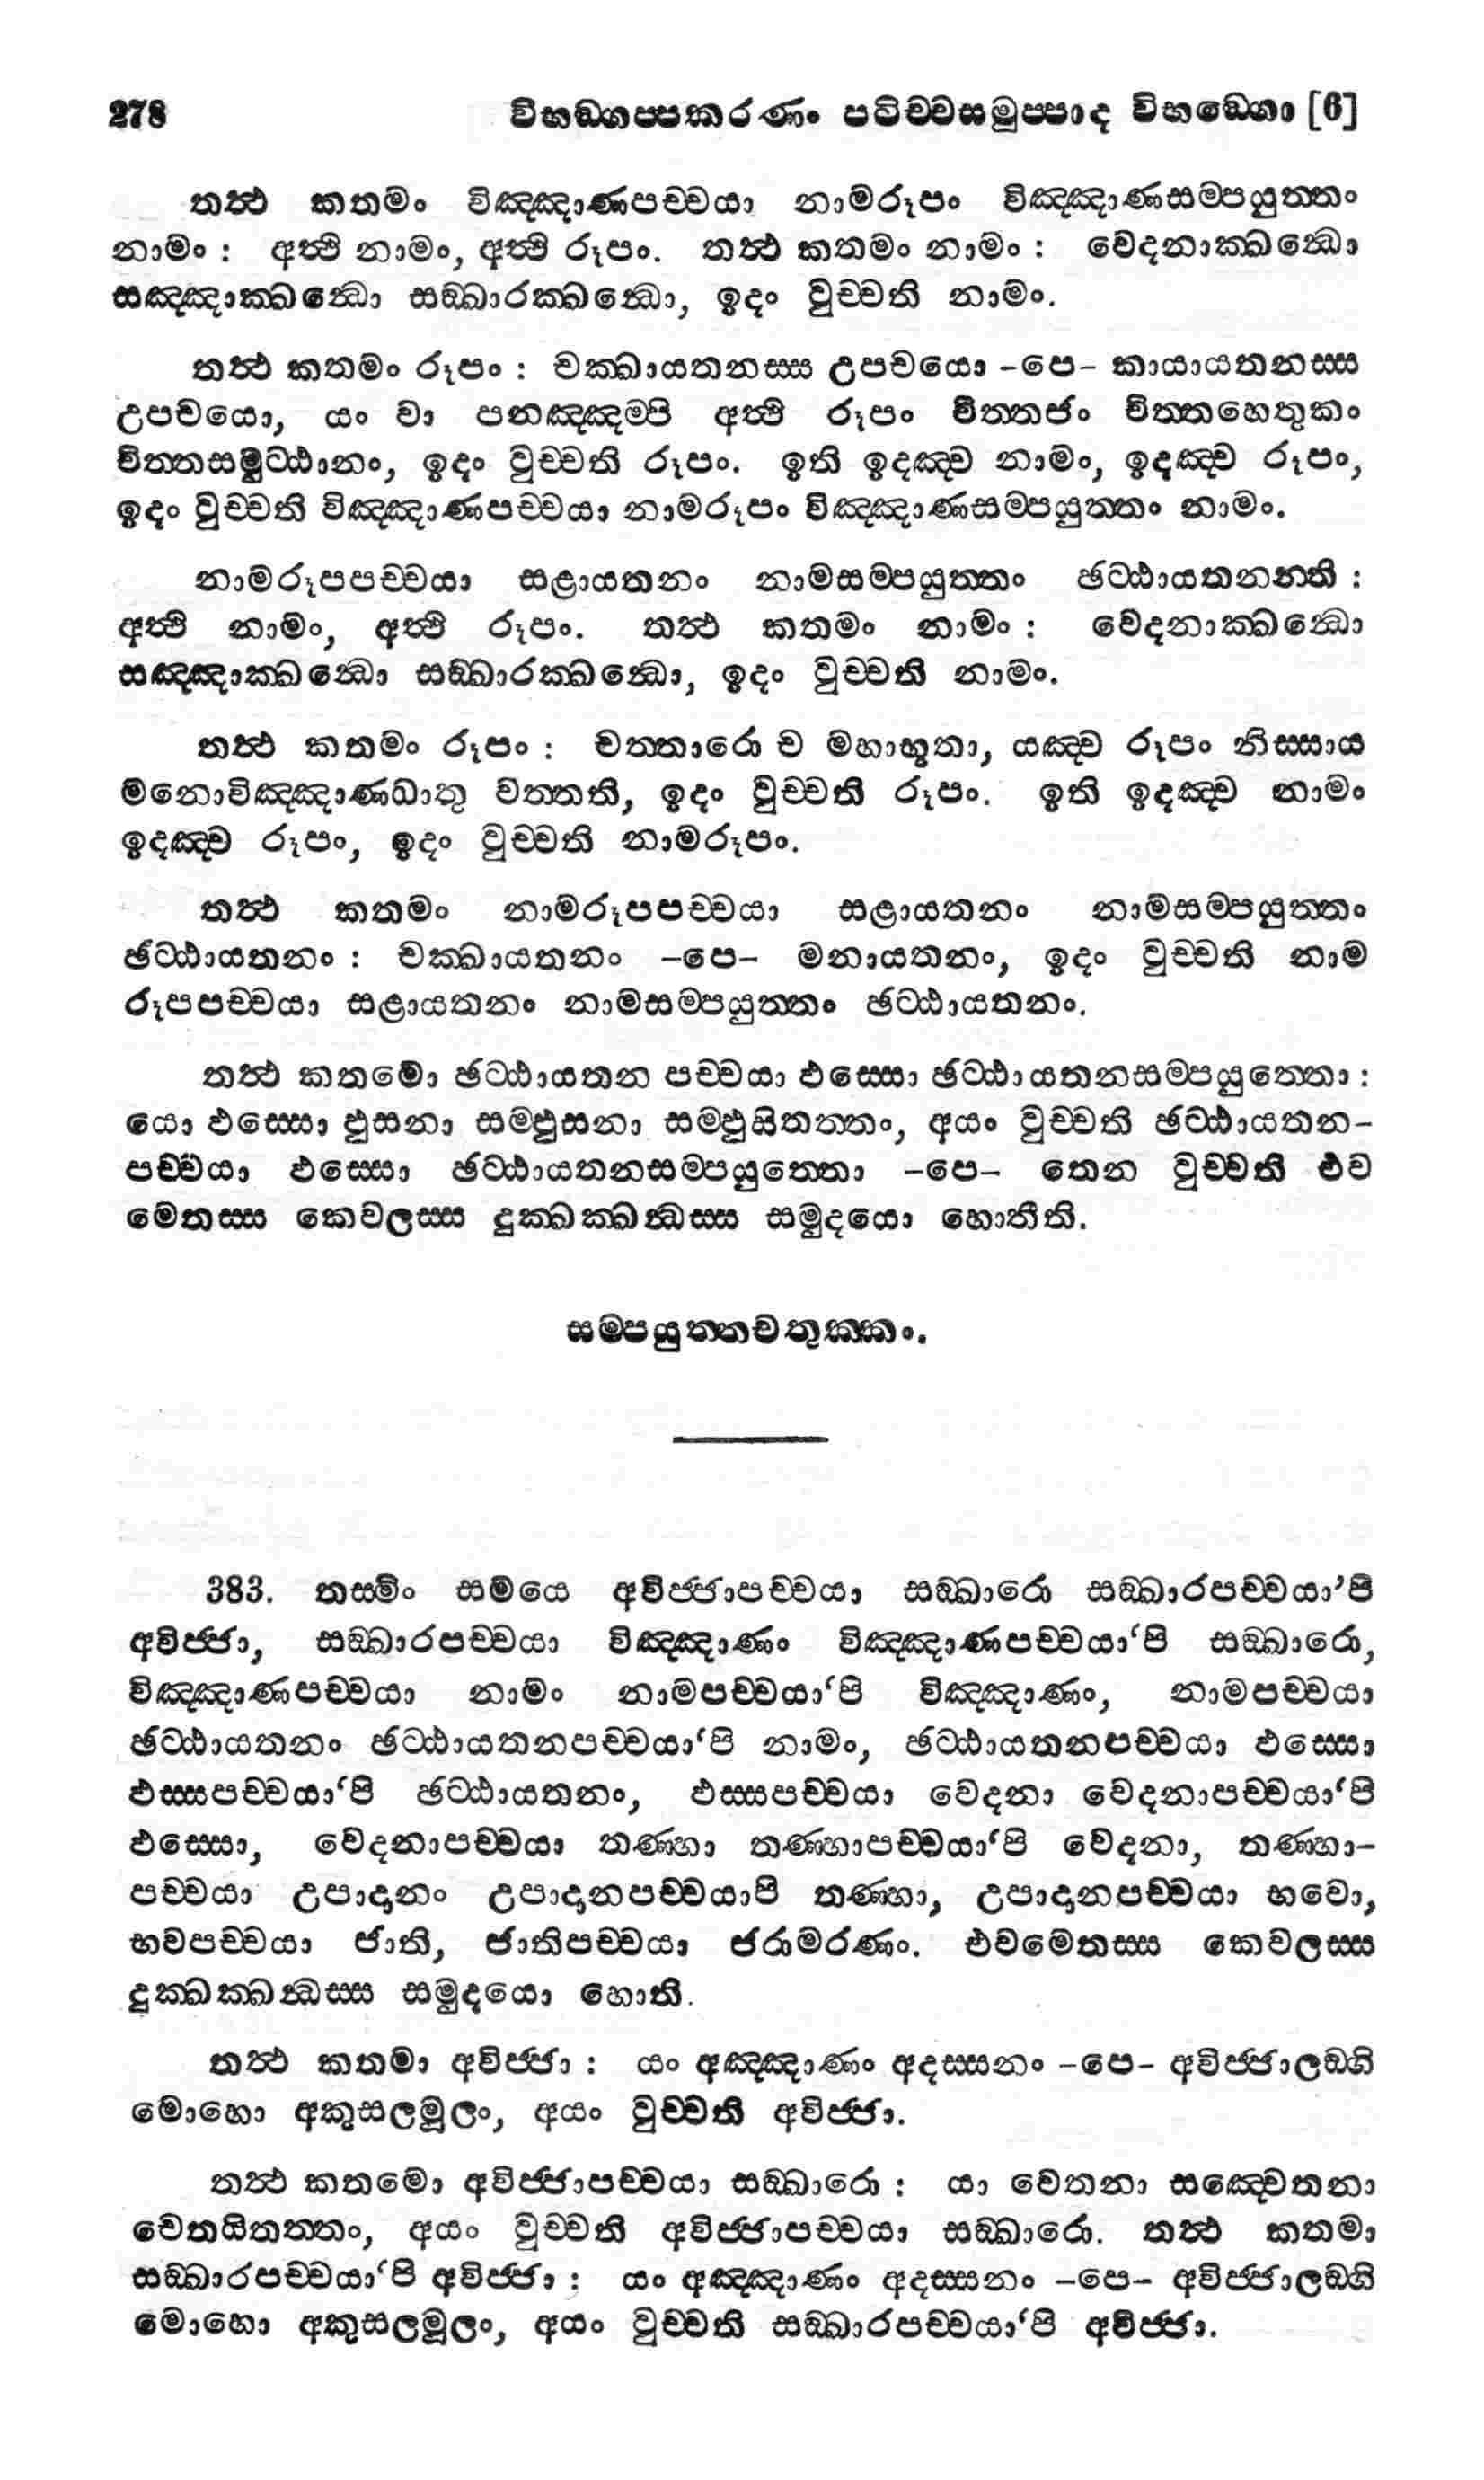 278 විභඞ්ගප්පකරණං පටිච්චසමුප්පාද විභඞ්ගො [6]
තත්ථ කතමං විඤ්ඤාණපච්චයා නාමරූපං විඤ්ඤාණසම්පයුත්තං
නාමං : අත්ථි නාමං, අත්ථි රූපං. තත්ථ කතමං නාමං : වෙදනාක්ඛන්ධො
සඤ්ඤාක්ඛන්ධො සඞ්ඛාරක්ඛන්ධො, ඉදං වුච්චති නාමං.
තත්ථ කතමං රූපං : චක්ඛායතනස්ස උපචයො -පෙ- කායායතනස්ස
උපචයො, යං වා පනඤ්ඤම්පි අත්ථි රූපං චිත්තජං චිත්තහෙතුකං
චිත්තසමුට්ඨානං, ඉදං වුච්චති රූපං. ඉති ඉදඤ්ච නාමං, ඉදඤ්ච රූපං,
ඉදං වුච්චති විඤ්ඤාණපච්චයා නාමරූපං විඤ්ඤාණසම්පයුත්තං නාමං.
නාමරූපපච්චයා සළායතනං නාමසම්පයුත්තං ඡට්ඨායතනන්ති :
අත්ථි නාමං, අත්ථි රූපං. තත්ථ කතමං නාමං : වෙදනාක්ඛන්ධො
සඤ්ඤාක්ඛන්ධො සඞ්ඛාරක්ඛන්ධො, ඉදං වුච්චති නාමං.
තත්ථ කතමං රූපං : චත්තාරො ච මහාභූතා, යඤ්ච රූපං නිස්සාය
මනොවිඤ්ඤාණධාතු වත්තති, ඉදං වුච්චති රූපං. ඉති ඉදඤ්ච නාමං
ඉදඤ්ච රූපං, ඉදං වුච්චති නාමරූපං.
තත්ථ කතමං නාමරූපපච්චයා සළායතනං නාමසම්පයුත්තං
ඡට්ඨායතනං : චක්ඛායතනං -පෙ- මනායතනං, ඉදං වුච්චති නාම
රූපපච්චයා සළායතනං නාමසම්පයුත්තං ඡට්ඨායතනං.
තත්ථ කතමො ඡට්ඨායතන පච්චයා ඵස්සො ඡට්ඨායතනසම්පයුත්තො :
යො ඵස්සො ඵුසනා සම්ඵුසනා සම්ඵුසිතත්තං, අයං වුච්චති ඡට්ඨායතන-
පච්චයා ඵස්සො ඡට්ඨායතනසම්පයුත්තො -පෙ- තෙන වුච්චති එව
මෙතස්ස කෙවලස්ස දුක්ඛක්ඛන්ධස්ස සමුදයො හොතීති.
සම්පයුත්තචතුක්කං.
383. තස්මිං සමයෙ අවිජ්ජාපච්චයා සඞ්ඛාරො සඞ්ඛාරපච්චයා’පි
අවිජ්ජා, සඞ්ඛාරපච්චයා විඤ්ඤාණං විඤ්ඤාණපච්චයා‘පි සඞ්ඛාරො,
විඤ්ඤාණපච්චයා නාමං නාමපච්චයා‘පි විඤ්ඤාණං, නාමපච්චයා
ඡට්ඨායතනං ඡට්ඨායතනපච්චයා‘පි නාමං, ඡට්ඨායතනපච්චයා ඵස්සො
ඵස්සපච්චයා‘පි ඡට්ඨායතනං, ඵස්සපච්චයා වෙදනා වෙදනාපච්චයා‘පි
ඵස්සො, වෙදනාපච්චයා තණ්හා තණ්හාපච්චයා‘පි වෙදනා, තණ්හා-
පච්චයා උපාදානං උපාදානපච්චයාපි තණ්හා, උපාදානපච්චයා භවො,
භවපච්චයා ජාති, ජාතිපච්චයා ජරාමරණං. එවමෙතස්ස කෙවලස්ස
දුක්ඛක්ඛන්ධස්ස සමුදයො හොති.
තත්ථ කතමා අවිජ්ජා : යං අඤ්ඤාණං අදස්සනං -පෙ- අවිජ්ජාලඞ්ගි
මොහො අකුසලමූලං, අයං වුච්චති අවිජ්ජා.
තත්ථ කතමො අවිජ්ජාපච්චයා සඞ්ඛාරො : යා චෙතනා සඤ්චෙතනා
චෙතයිතත්තං, අයං වුච්චති අවිජ්ජාපච්චයා සඞ්ඛාරො. තත්ථ කතමා
සඞ්ඛාරපච්චයා‘පි අවිජ්ජා : යං අඤ්ඤාණං අදස්සනං -පෙ- අවිජ්ජාලඞ්ගි
මොහො අකුසලමූලං, අයං වුච්චති සඞ්ඛාරපච්චයා‘පි අවිජ්ජා.